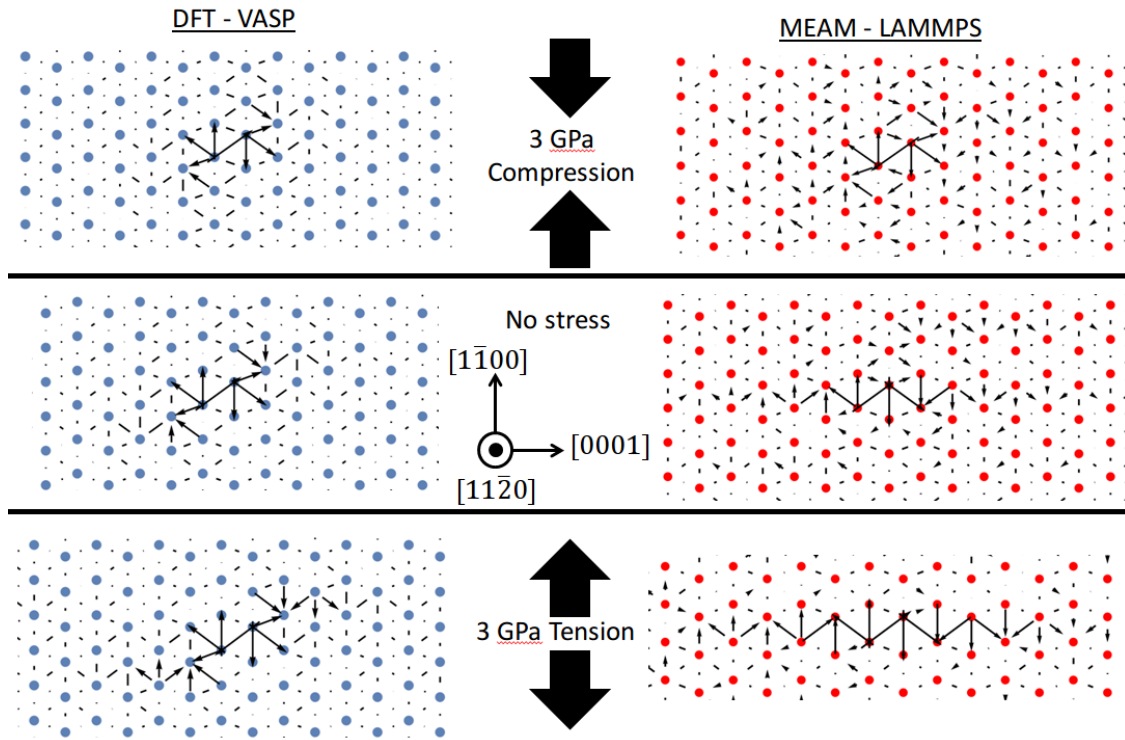 DFT - VASP
MEAM - LAMMPS
3 GPa
Compression
No stress
[11̄00]
[0001]
[112̄0]
3 GPa Tension